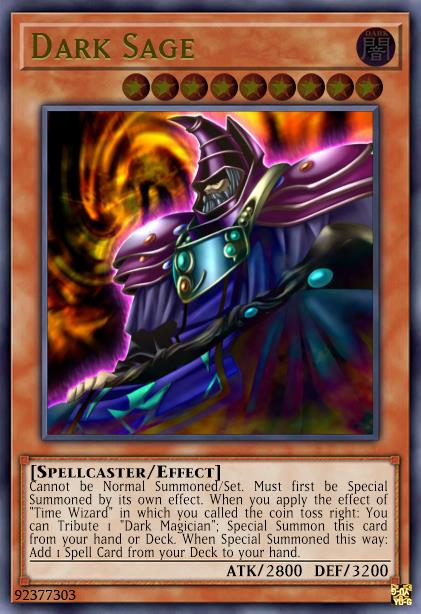 Dark Sage
DARK
闇
[Spellcaster/Effect]
Cannot be Normal Summoned/Set. Must first be Special
Summoned by its own effect. When you apply the effect of
"Time Wizard" in which you called the coin toss right: You
can Tribute 1 "Dark Magician"; Special Summon this card
from your hand or Deck. When Special Summoned this way:
Add 1 Spell Card from your Deck to your hand.
ATK/2800 DEF/3200
92377303